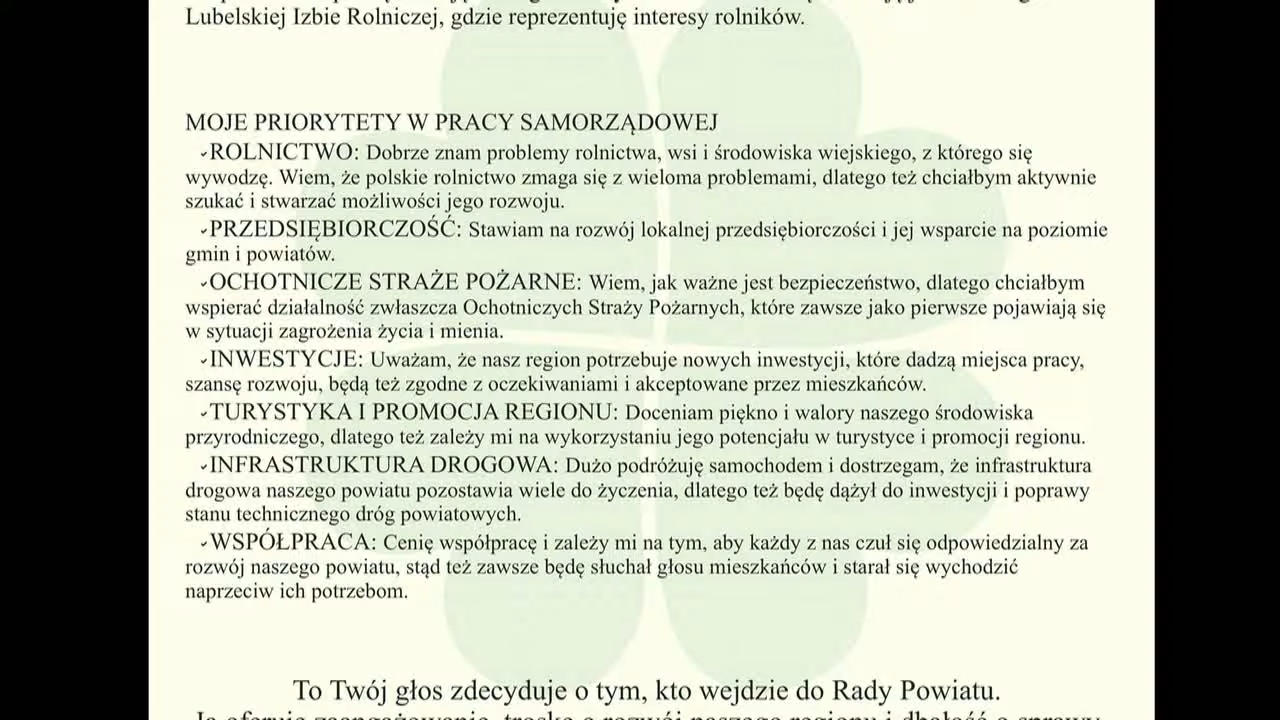 Lubelskiej Izbie Rolniczej, gdzie reprezentuję interesy rolników.
MOJE PRIORYTETY W PRACY SAMORZĄDOWEJ
ROLNICTWO: Dobrze znam problemy rolnictwa, wsi i środowiska wiejskiego, z którego się
wywodzę. Wiem, że polskie rolnictwo zmaga się z wieloma problemami, dlatego też chciałbym aktywnie
szukać i stwarzać możliwości jego rozwoju.
PRZEDSIĘBIORCZOŚĆ: Stawiam na rozwój lokalnej przedsiębiorczości i jej wsparcie na poziomie
gmin i powiatów.
OCHOTNICZE STRAŻE POŻARNE: Wiem, jak ważne jest bezpieczeństwo, dlatego chciałbym
wspierać działalność zwłaszcza Ochotniczych Straży Pożarnych, które zawsze jako pierwsze pojawiają się
w sytuacji zagrożenia życia i mienia.
INWESTYCJE: Uważam, że nasz region potrzebuje nowych inwestycji, które dadzą miejsca pracy,
szansę rozwoju, będą też zgodne z oczekiwaniami i akceptowane przez mieszkańców.
TURYSTYKA I PROMOCJA REGIONU: Doceniam piękno i walory naszego środowiska
przyrodniczego, dlatego też zależy mi na wykorzystaniu jego potencjału w turystyce i promocji regionu.
INFRASTRUKTURA DROGOWA: Dużo podróżuję samochodem i dostrzegam, że infrastruktura
drogowa naszego powiatu pozostawia wiele do życzenia, dlatego też będę dążył do inwestycji i poprawy
stanu technicznego dróg powiatowych.
WSPÓŁPRACA: Cenię współpracę i zależy mi na tym, aby każdy z nas czuł się odpowiedzialny za
rozwój naszego powiatu, stąd też zawsze będę słuchał głosu mieszkańców i starał się wychodzić
naprzeciw ich potrzebom.
To Twój głos zdecyduje o tym, kto wejdzie do Rady Powiatu.
Ja oferuję zaangażowanie, troskę o rozwój naszego regionu i dbałość o sprawy